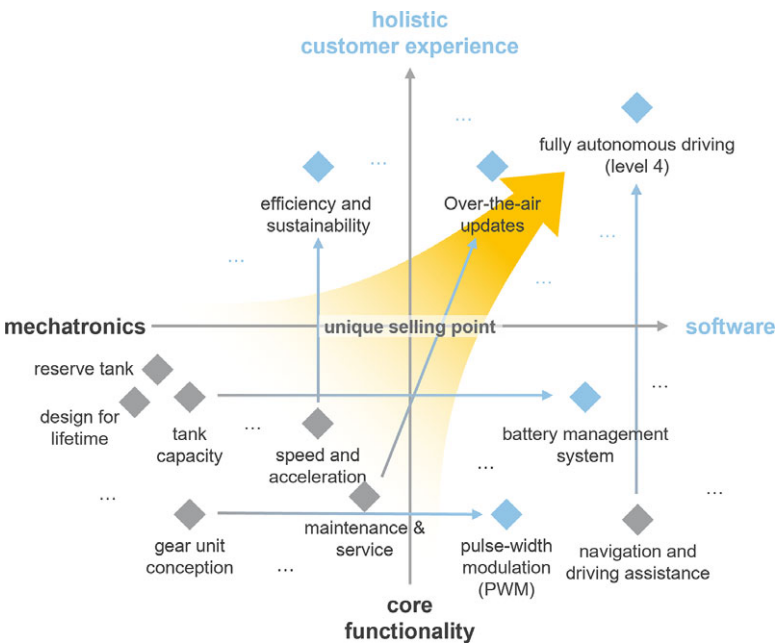 holistic
customer experience
...
...
fully autonomous driving
(level 4)
efficiency and
sustainability
Over-the-air
updates
...
...
...
mechatronics
unique selling point
software
reserve tank
...
design for
lifetime
tank
capacity
...
speed and
acceleration
battery management
system
...
...
...
gear unit
conception
...
maintenance &
service
pulse-width
modulation
(PWM)
navigation and
driving assistance
core
functionality